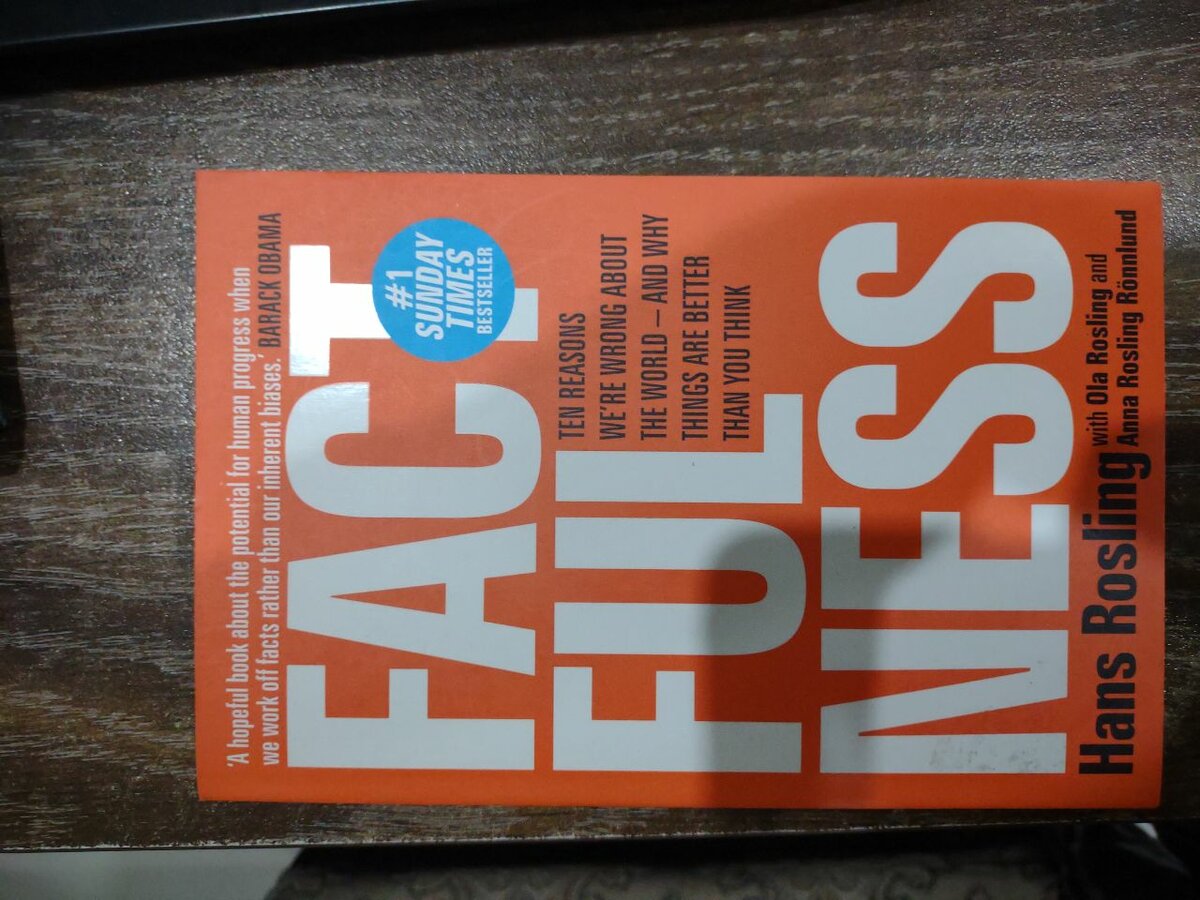 'A hopeful book about the potential for human progress when
we work off facts rather than our inherent biases.' BARACK OBAMA
FACT
#1
SUNDAY
TIMES
BESTSELLER
FUL
TEN REASONS
WE'RE WRONG ABOUT
THE WORLD – AND WHY
THINGS ARE BETTER
THAN YOU THINK
NESS
Hans Rosling
with Ola Rosling and
Anna Rosling Rönnlund